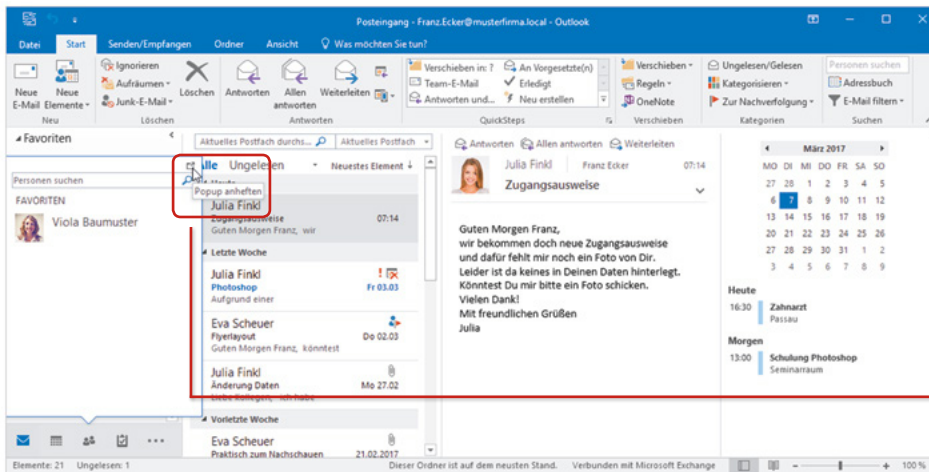 Posteingang - Franz.Ecker@musterfirma.local - Outlook
Datei Start Senden/Empfangen Ordner Ansicht Was möchten Sie tun?
Neue E-Mail
Neue Elemente
Neu
Ignorieren
Aufräumen
Junk-E-Mail
Löschen
Löschen
Antworten
Allen antworten
Weiterleiten
Antworten
Verschieben in: ?
Team-E-Mail
Antworten und...
An Vorgesetzte(n)
Erledigt
Neu erstellen
QuickSteps
Verschieben
Regeln
OneNote
Verschieben
Ungelesen/Gelesen
Kategorisieren
Zur Nachverfolgung
Kategorien
Personen suchen
Adressbuch
E-Mail filtern
Suchen
Favoriten
Personen suchen
FAVORITEN
Viola Baumuster
Popup anheften
Aktuelles Postfach durchs... Aktuelles Postfach
Alle Ungelesen Neuestes Element
Heute
Julia Finkl
Zugangsausweise 07:14
Guten Morgen Franz, wir
Letzte Woche
Julia Finkl
Photoshop Fr 03.03
Aufgrund einer
Eva Scheuer
Flyerlayout Do 02.03
Guten Morgen Franz, könntest
Julia Finkl
Änderung Daten Mo 27.02
Liebe Kollegen, ich habe
Vorletzte Woche
Eva Scheuer
Praktisch zum Nachschauen 21.02.2017
Antworten Allen antworten Weiterleiten
Julia Finkl Franz Ecker 07:14
Zugangsausweise
Guten Morgen Franz,
wir bekommen doch neue Zugangsausweise
und dafür fehlt mir noch ein Foto von Dir.
Leider ist da keines in Deinen Daten hinterlegt.
Könntest Du mir bitte ein Foto schicken.
Vielen Dank!
Mit freundlichen Grüßen
Julia
März 2017
MO DI MI DO FR SA SO
27 28 1 2 3 4 5
6 7 8 9 10 11 12
13 14 15 16 17 18 19
20 21 22 23 24 25 26
27 28 29 30 31 1 2
3 4 5 6 7 8 9
Heute
16:30 Zahnarzt
Passau
Morgen
13:00 Schulung Photoshop
Seminarraum
Elemente: 21 Ungelesen: 1 Dieser Ordner ist auf dem neusten Stand. Verbunden mit Microsoft Exchange 100 %